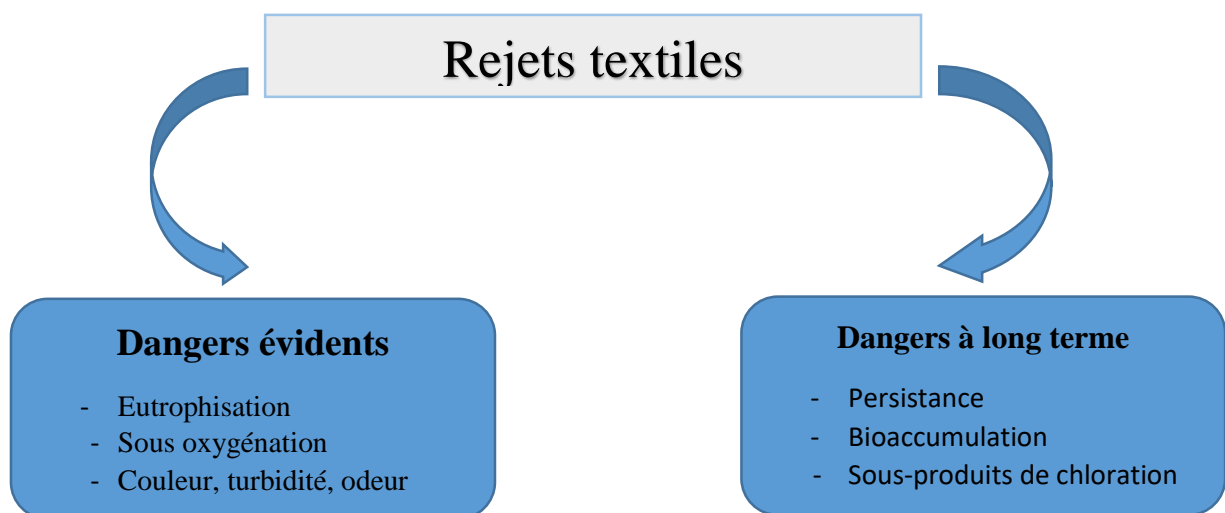 Rejets textiles
Dangers évidents
- Eutrophisation
- Sous oxygénation
- Couleur, turbidité, odeur
Dangers à long terme
- Persistance
- Bioaccumulation
- Sous-produits de chloration